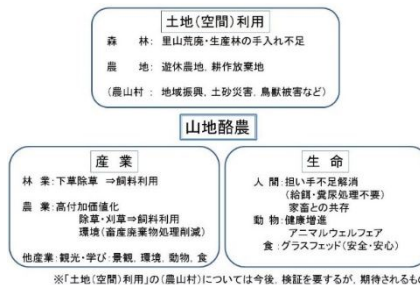 土地(空間)利用
森 林: 里山荒廃・生産林の手入れ不足
農 地: 遊休農地, 耕作放棄地
(農山村 : 地域振興, 土砂災害, 鳥獣被害など)
山地酪農
産 業
林 業:下草除草 ⇒飼料利用
農 業:高付加価値化
除草・刈草⇒飼料利用
環境(畜産廃棄物処理削減)
他産業:観光・学び:景観, 環境, 動物, 食
生 命
人 間:担い手不足解消
(給餌・糞尿処理不要)
家畜との共存
動 物:健康増進
アニマルウェルフェア
食:グラスフェッド(安全・安心)
※「土地(空間)利用」の(農山村)については今後, 検証を要するが, 期待されるもの